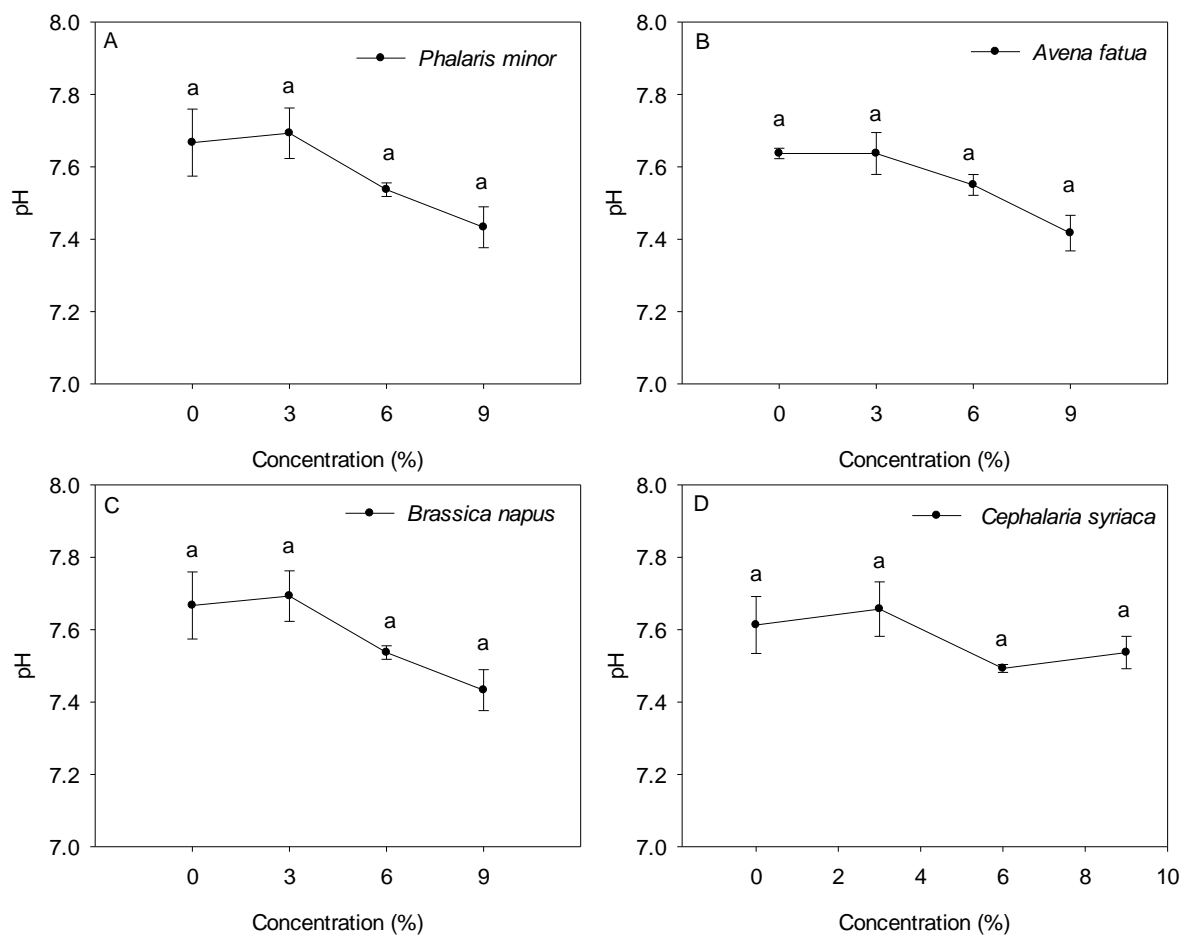 A
Phalaris minor
8.0
7.8
7.6
7.4
7.2
7.0
pH
a
a
a
a
0
3
6
9
Concentration (%)
B
Avena fatua
8.0
7.8
7.6
7.4
7.2
7.0
pH
a
a
a
a
0
3
6
9
Concentration (%)
C
Brassica napus
8.0
7.8
7.6
7.4
7.2
7.0
pH
a
a
a
a
0
3
6
9
Concentration (%)
D
Cephalaria syriaca
8.0
7.8
7.6
7.4
7.2
7.0
pH
a
a
a
a
0
2
4
6
8
10
Concentration (%)